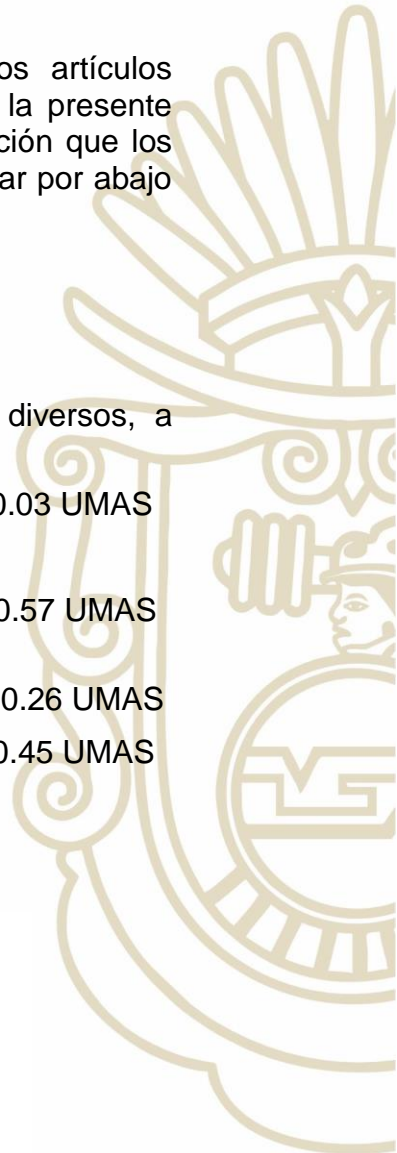 os artículos
la presente
ción que los
ar por abajo
diversos, a
0.03 UMAS
0.57 UMAS
0.26 UMAS
0.45 UMAS